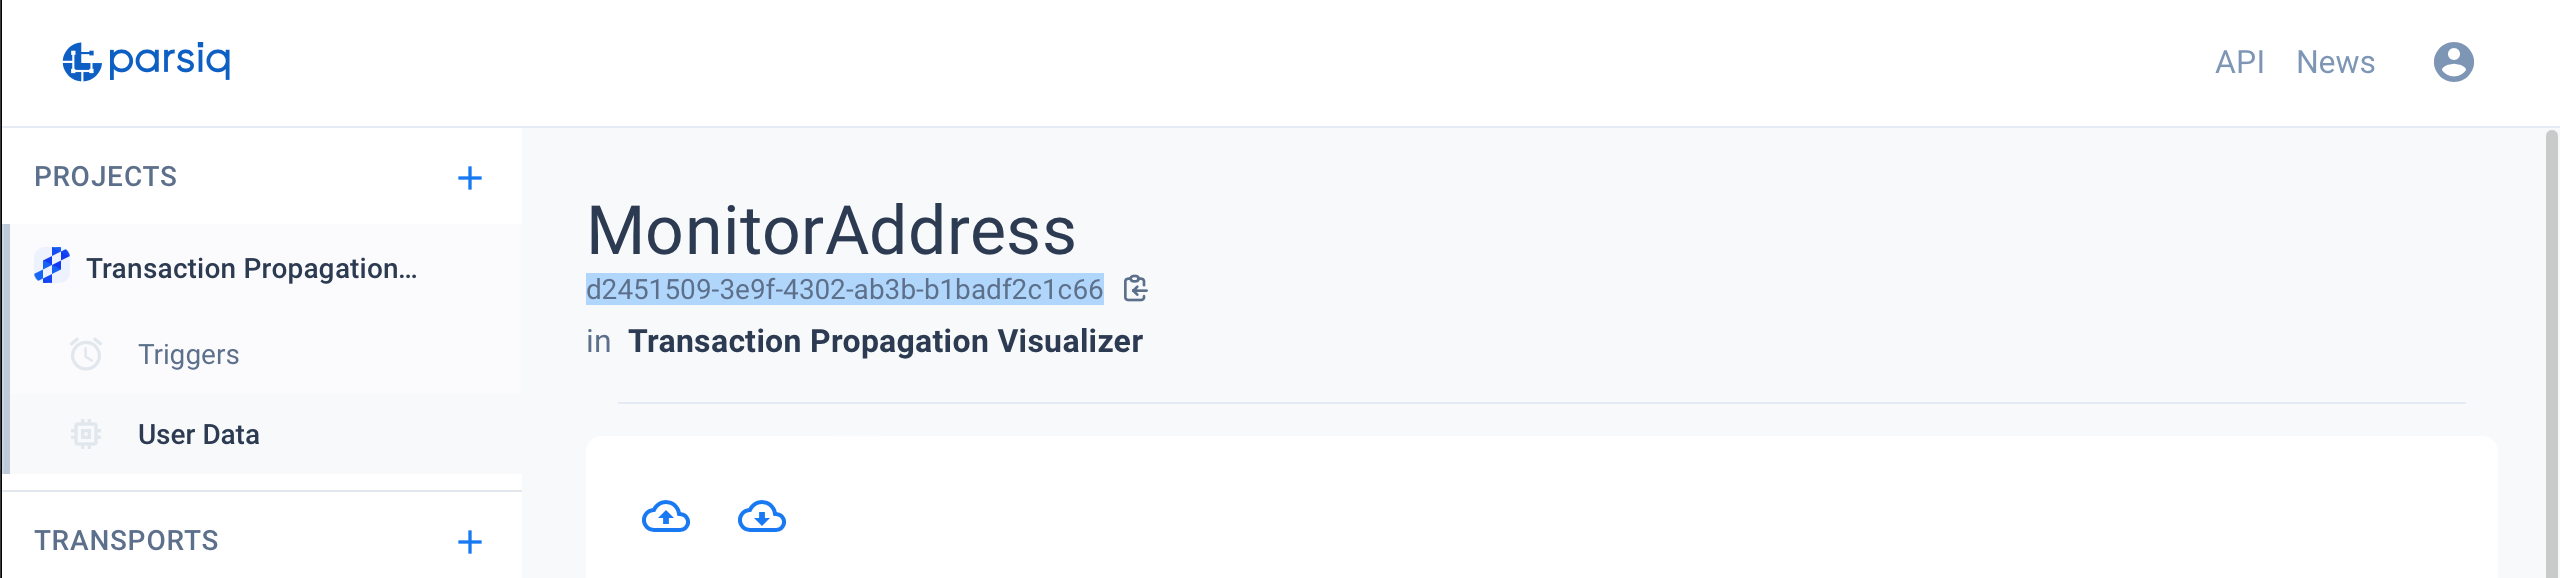 parsiq
API News
PROJECTS
Transaction Propagation...
Triggers
User Data
TRANSPORTS
MonitorAddress
d2451509-3e9f-4302-ab3b-b1badf2c1c66
in Transaction Propagation Visualizer